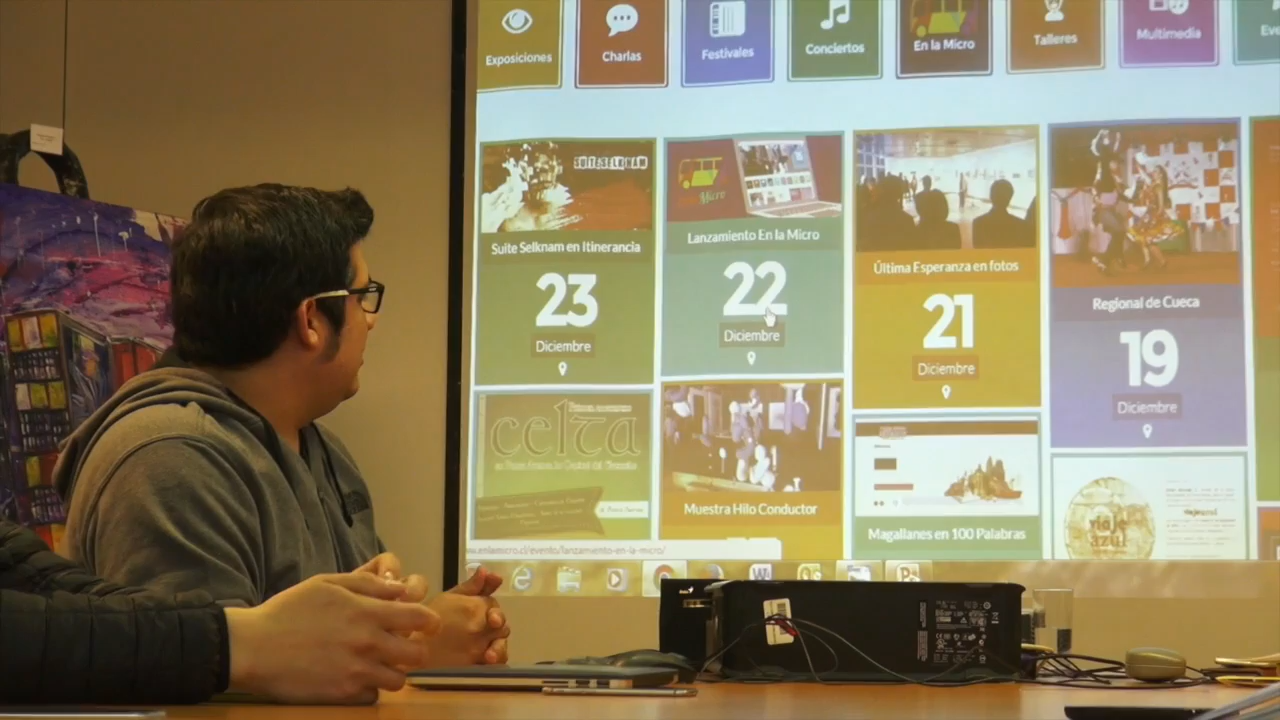 Exposiciones
Charlas
Festivales
Conciertos
En la Micro
Talleres
Multimedia
SUITE SELKNAM
Suite Selknam en Itinerancia
23
Diciembre
Micro
Lanzamiento En la Micro
22
Diciembre
Última Esperanza en fotos
21
Diciembre
Regional de Cueca
19
Diciembre
celta
Muestra Hilo Conductor
Magallanes en 100 Palabras
viaje
azul
.enlamicro.cl/evento/lanzamiento-en-la-micro/